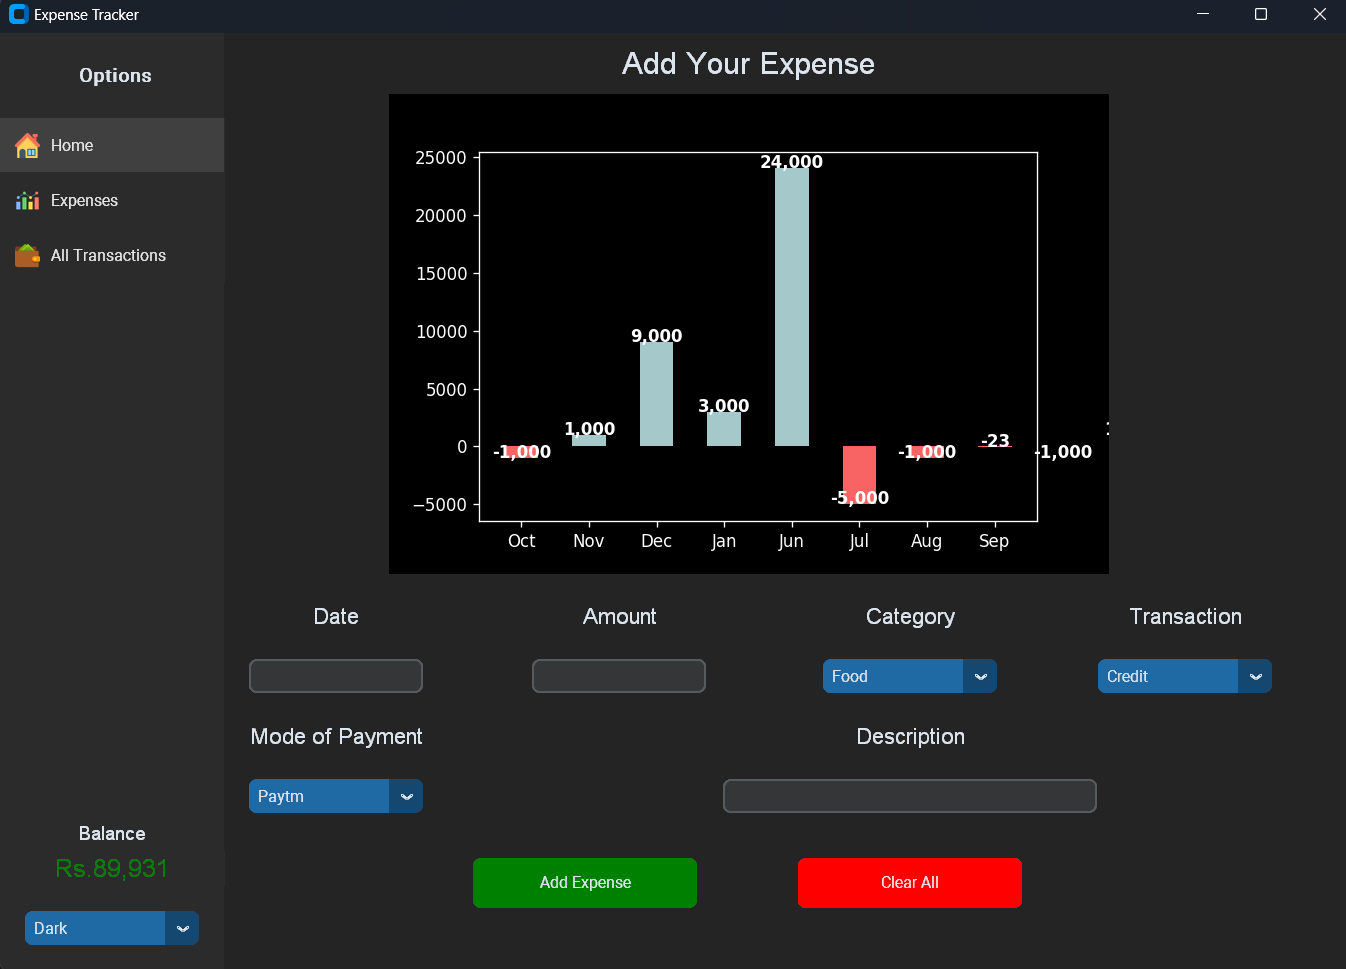 Expense Tracker
Options
Home
Expenses
All Transactions
Balance
Rs.89,931
Dark
Add Your Expense
25000
20000
15000
10000
5000
0
−5000
24,000
9,000
3,000
1,000
-1,000
-5,000
-1,000
-23
-1,000
Oct Nov Dec Jan Jun Jul Aug Sep
Date Amount Category Transaction
Food Credit
Mode of Payment Description
Paytm
Add Expense Clear All